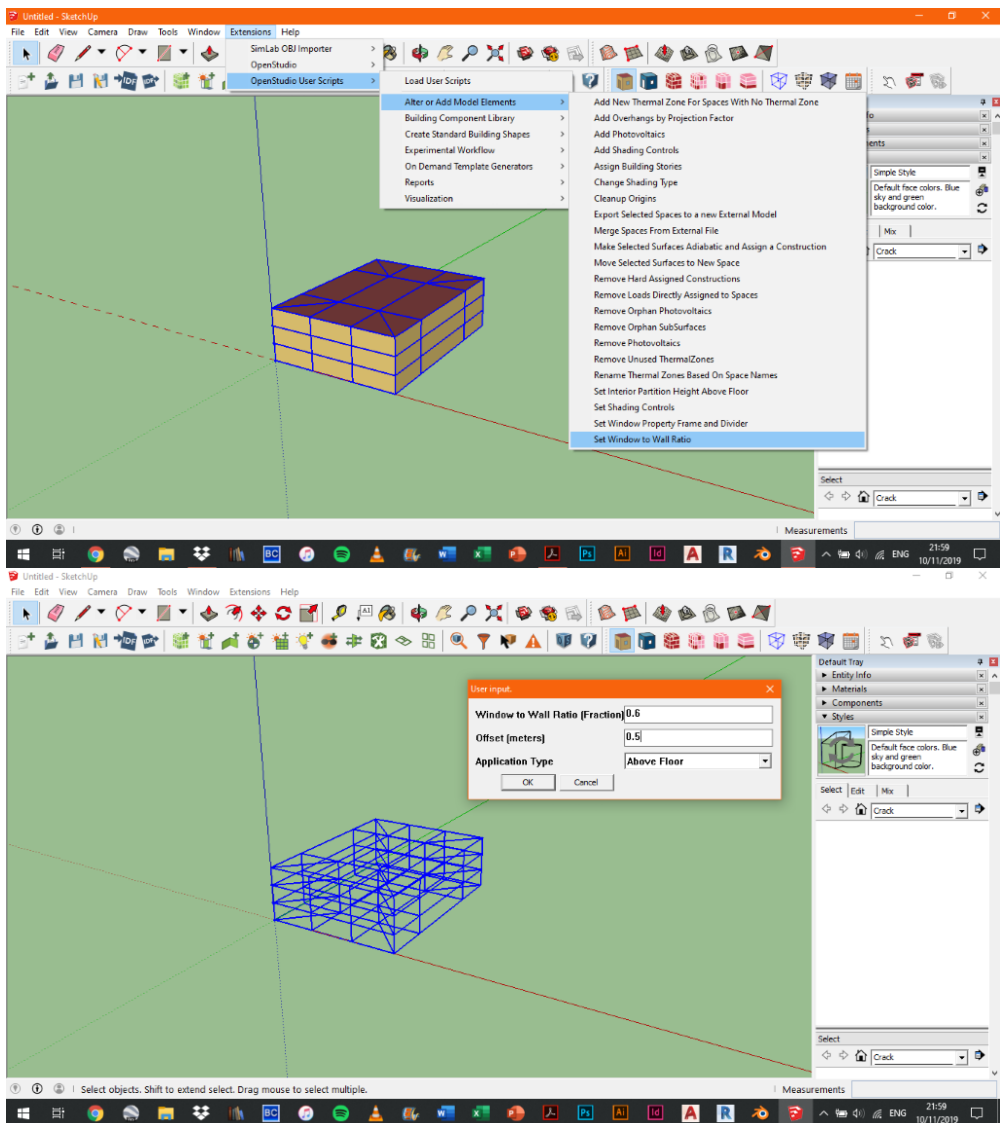 Untitled - SketchUp
File Edit View Camera Draw Tools Window Extensions Help
SimLab OBJ Importer
OpenStudio
OpenStudio User Scripts
Load User Scripts
Alter or Add Model Elements
Building Component Library
Create Standard Building Shapes
Experimental Workflow
On Demand Template Generators
Reports
Visualization
Add New Thermal Zone For Spaces With No Thermal Zone
Add Overhangs by Projection Factor
Add Photovoltaics
Add Shading Controls
Assign Building Stories
Change Shading Type
Cleanup Origins
Export Selected Spaces to a new External Model
Merge Spaces From External File
Make Selected Surfaces Adiabatic and Assign a Construction
Move Selected Surfaces to New Space
Remove Hard Assigned Constructions
Remove Loads Directly Assigned to Spaces
Remove Orphan Photovoltaics
Remove Orphan SubSurfaces
Remove Photovoltaics
Remove Unused ThermalZones
Rename Thermal Zones Based On Space Names
Set Interior Partition Height Above Floor
Set Shading Controls
Set Window Property Frame and Divider
Set Window to Wall Ratio
Simple Style
Default face colors. Blue
sky and green
background color.
Mix
Crack
Select
Crack
Measurements
BC Ps Ai Id A R ENG
21:59
10/11/2019
Untitled - SketchUp
File Edit View Camera Draw Tools Window Extensions Help
User input.
Window to Wall Ratio (Fraction) 0.6
Offset (meters) 0.5
Application Type Above Floor
OK Cancel
Default Tray
Entity Info
Materials
Components
Styles
Simple Style
Default face colors. Blue
sky and green
background color.
Select Edit Mix
Crack
Select
Crack
Select objects. Shift to extend select. Drag mouse to select multiple.
Measurements
BC Ps Ai Id A R ENG
21:59
10/11/2019